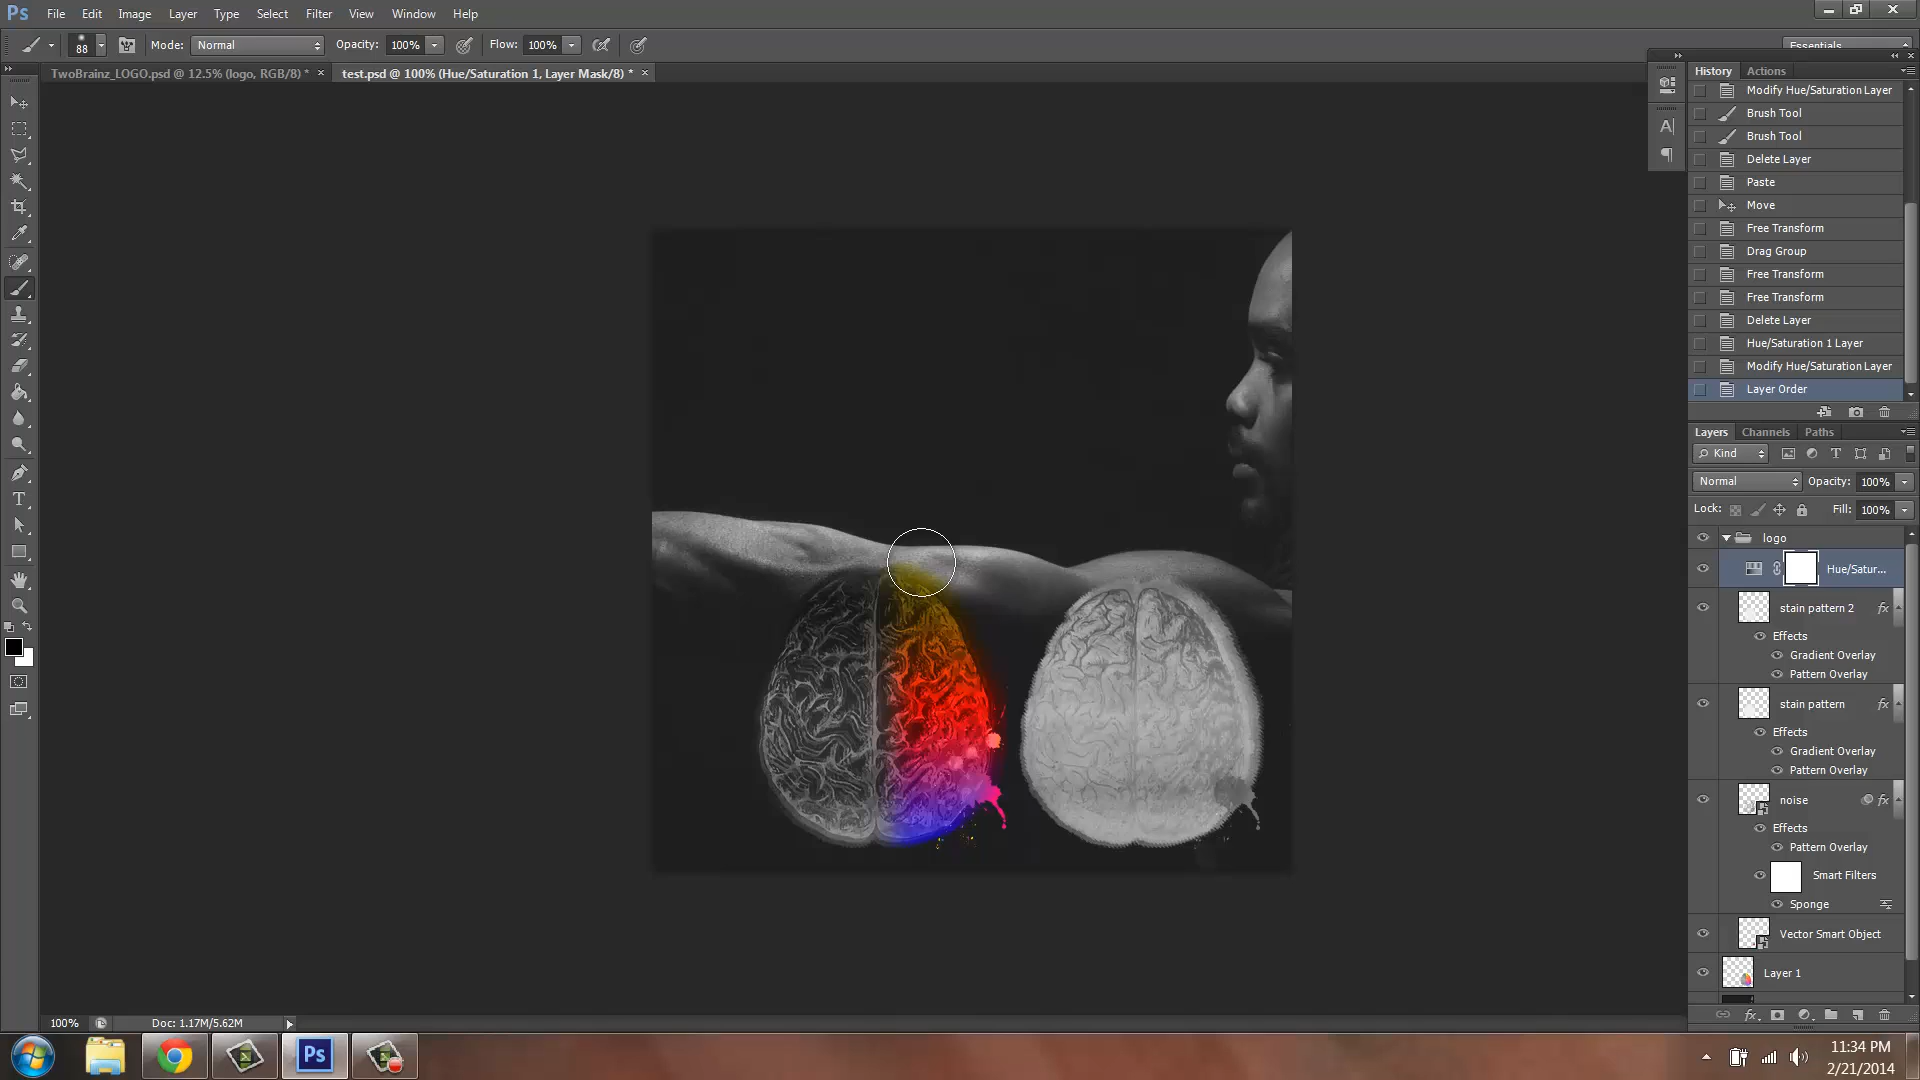 Ps File Edit Image Layer Type Select Filter View Window Help
88 Mode: Normal Opacity: 100% Flow: 100%
Essentials
TwoBrainz_LOGO.psd @ 12.5% (logo, RGB/8) * × test.psd @ 100% (Hue/Saturation 1, Layer Mask/8) * ×
History Actions
Modify Hue/Saturation Layer
Brush Tool
Brush Tool
Delete Layer
Paste
Move
Free Transform
Drag Group
Free Transform
Free Transform
Delete Layer
Hue/Saturation 1 Layer
Modify Hue/Saturation Layer
Layer Order
Layers Channels Paths
Kind
Normal Opacity: 100%
Lock: Fill: 100%
logo
Hue/Satur...
stain pattern 2 fx
Effects
Gradient Overlay
Pattern Overlay
stain pattern fx
Effects
Gradient Overlay
Pattern Overlay
noise fx
Effects
Pattern Overlay
Smart Filters
Sponge
Vector Smart Object
Layer 1
100% Doc: 1.17M/5.62M
Ps
11:34 PM
2/21/2014